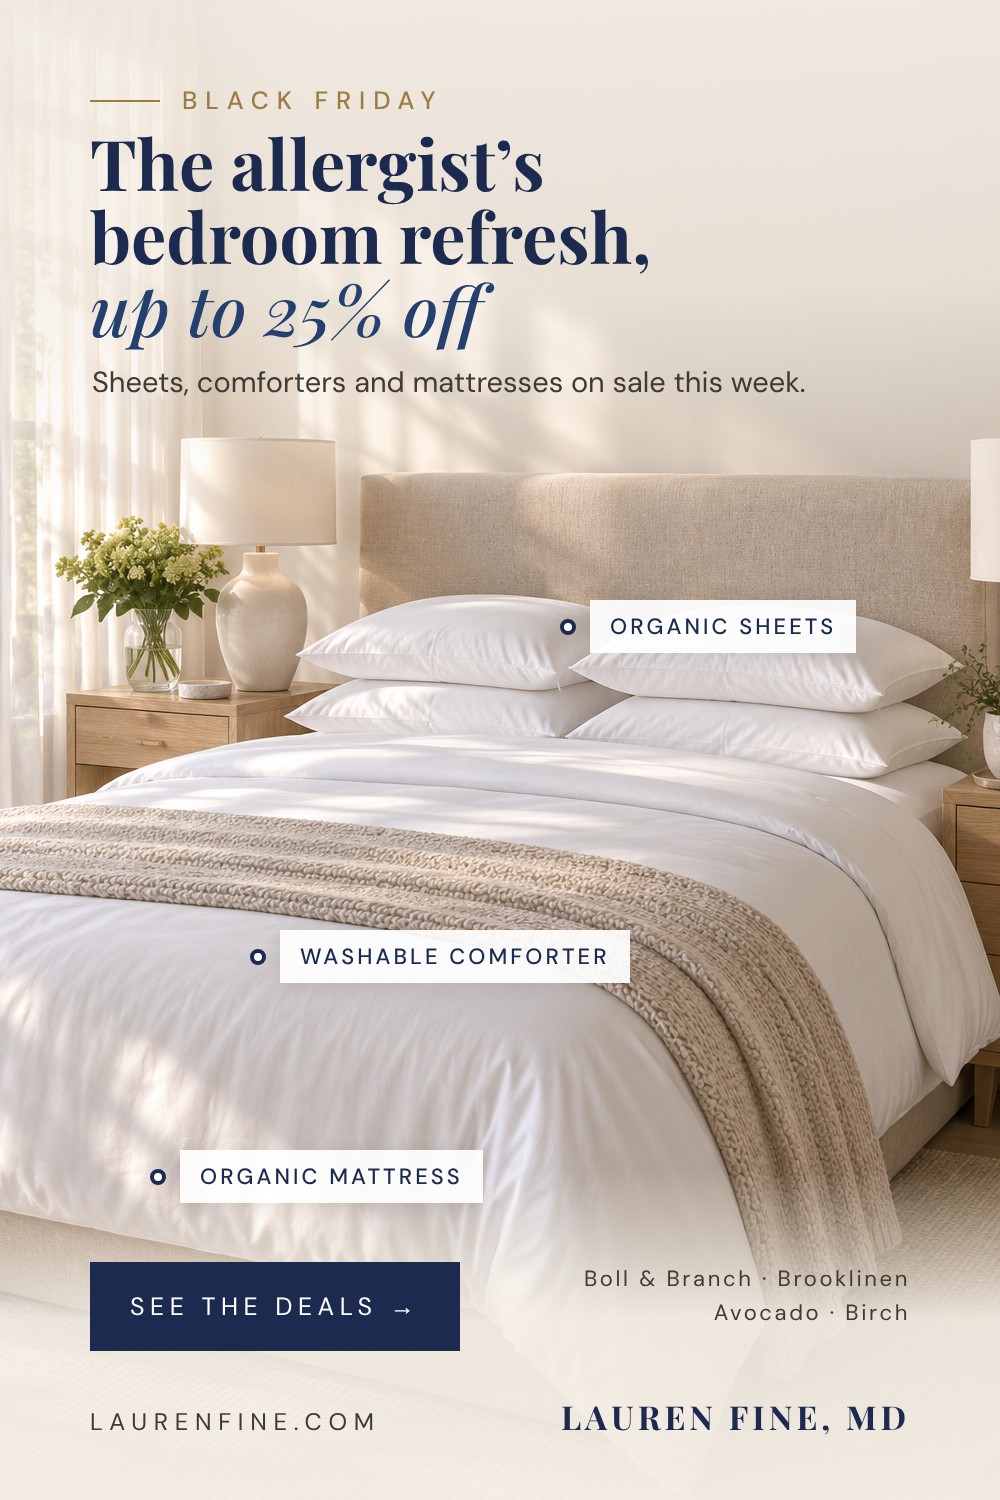 BLACK FRIDAY
The allergist’s
bedroom refresh,
up to 25% off
Sheets, comforters and mattresses on sale this week.
ORGANIC SHEETS
WASHABLE COMFORTER
ORGANIC MATTRESS
SEE THE DEALS →
Boll & Branch · Brooklinen
Avocado · Birch
LAURENFINE.COM
LAUREN FINE, MD